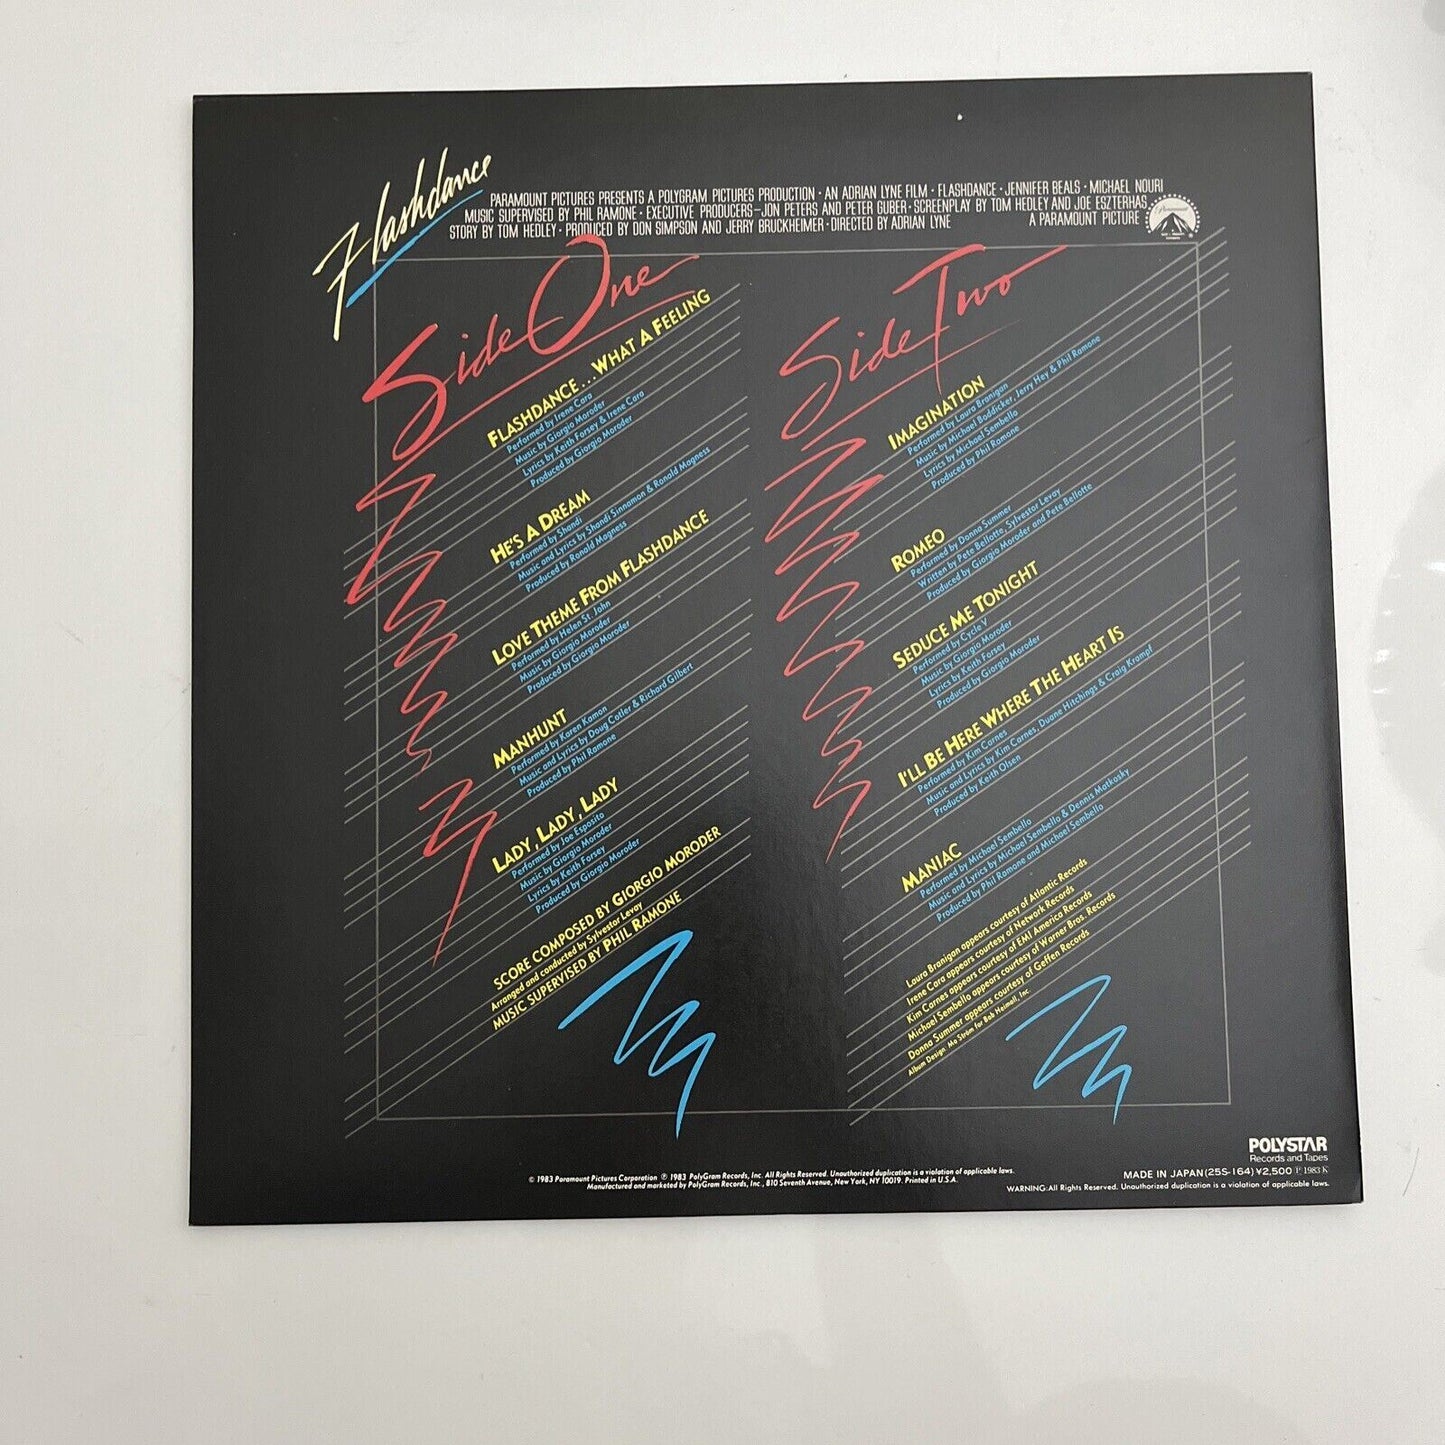 Flashdance
PARAMOUNT PICTURES PRESENTS A POLYGRAM PICTURES PRODUCTION · AN ADRIAN LYNE FILM · FLASHDANCE · JENNIFER BEALS · MICHAEL NOURI
MUSIC SUPERVISED BY PHIL RAMONE · EXECUTIVE PRODUCERS—JON PETERS AND PETER GUBER · SCREENPLAY BY TOM HEDLEY AND JOE ESZTERHAS
STORY BY TOM HEDLEY · PRODUCED BY DON SIMPSON AND JERRY BRUCKHEIMER · DIRECTED BY ADRIAN LYNE
A PARAMOUNT PICTURE
Paramount
Side One
FLASHDANCE...WHAT A FEELING
Performed by Irene Cara
Music by Giorgio Moroder
Lyrics by Keith Forsey & Irene Cara
Produced by Giorgio Moroder
HE'S A DREAM
Performed by Shandi
Music and Lyrics by Shandi Sinnamon & Ronald Magness
Produced by Ronald Magness
LOVE THEME FROM FLASHDANCE
Performed by Helen St. John
Music by Giorgio Moroder
Produced by Giorgio Moroder
MANHUNT
Performed by Karen Kamon
Music and Lyrics by Doug Cotler & Richard Gilbert
Produced by Phil Ramone
LADY, LADY, LADY
Performed by Joe Esposito
Music by Giorgio Moroder
Lyrics by Keith Forsey
Produced by Giorgio Moroder
SCORE COMPOSED BY GIORGIO MORODER
Arranged and conducted by Sylvester Levay
MUSIC SUPERVISED BY PHIL RAMONE
Side Two
IMAGINATION
Performed by Laura Branigan
Music by Michael Boddicker, Jerry Hey & Phil Ramone
Lyrics by Michael Sembello
Produced by Phil Ramone
ROMEO
Performed by Donna Summer
Written by Pete Bellotte, Sylvester Levay
Produced by Giorgio Moroder and Pete Bellotte
SEDUCE ME TONIGHT
Performed by Cycle V
Music by Giorgio Moroder
Lyrics by Keith Forsey
Produced by Giorgio Moroder
I'LL BE HERE WHERE THE HEART IS
Performed by Kim Carnes
Music and Lyrics by Kim Carnes, Duane Hitchings & Craig Krampf
Produced by Keith Olsen
MANIAC
Performed by Michael Sembello
Music and Lyrics by Michael Sembello & Dennis Matkosky
Produced by Phil Ramone and Michael Sembello
Laura Branigan appears courtesy of Atlantic Records
Irene Cara appears courtesy of Network Records
Kim Carnes appears courtesy of EMI America Records
Michael Sembello appears courtesy of Warner Bros. Records
Donna Summer appears courtesy of Geffen Records
Album Design: Mo Ström for Bob Heimall, Inc
POLYSTAR
Records and Tapes
© 1983 Paramount Pictures Corporation ℗ 1983 PolyGram Records, Inc. All Rights Reserved. Unauthorized duplication is a violation of applicable laws.
Manufactured and marketed by PolyGram Records, Inc., 810 Seventh Avenue, New York, NY 10019. Printed in U.S.A.
MADE IN JAPAN (25S-164) ¥2,500 ℗ 1983 K
WARNING: All Rights Reserved. Unauthorized duplication is a violation of applicable laws.